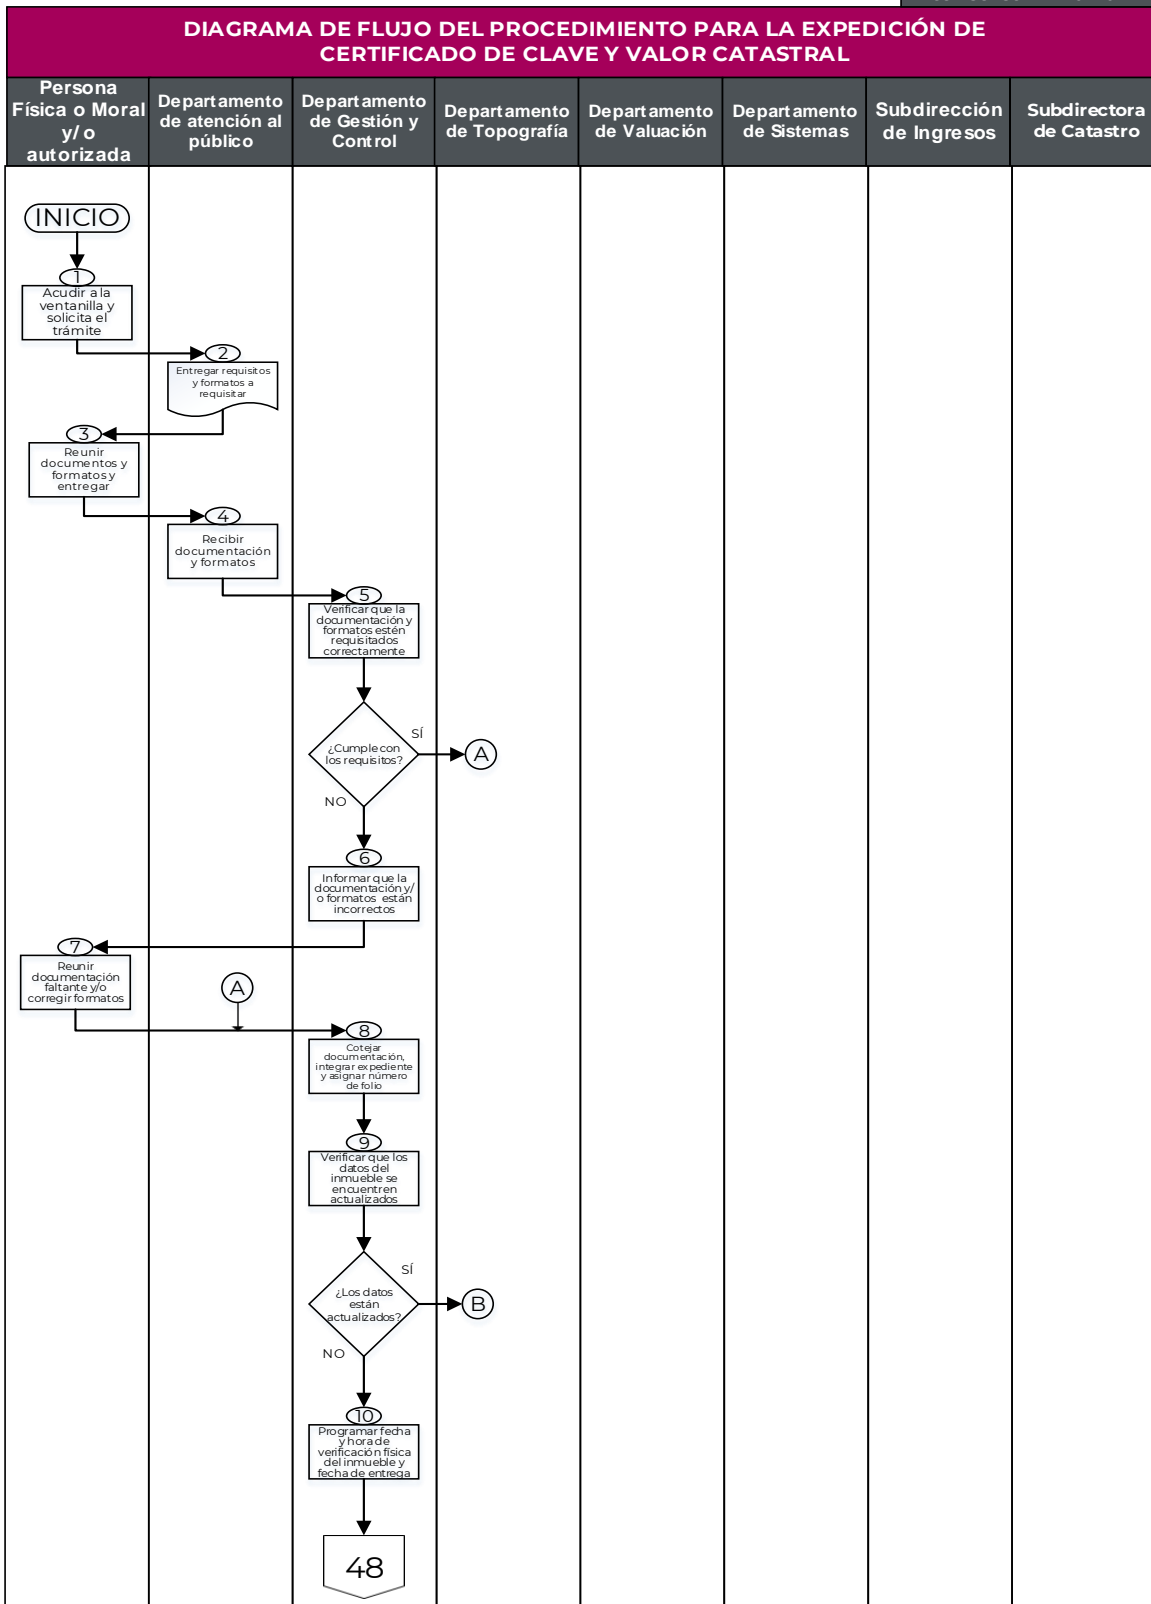 DIAGRAMA DE FLUJO DEL PROCEDIMIENTO PARA LA EXPEDICIÓN DE
CERTIFICADO DE CLAVE Y VALOR CATASTRAL
Persona
Física o Moral
y/ o
autorizada
Departamento
de atención al
público
Departamento
de Gestión y
Control
Departamento
de Topografía
Departamento
de Valuación
Departamento
de Sistemas
Subdirección
de Ingresos
Subdirectora
de Catastro
INICIO
1
Acudir a la
ventanilla y
solicita el
trámite
2
Entregar requisitos
y formatos a
requisitar
3
Reunir
documentos y
formatos y
entregar
4
Recibir
documentación
y formatos
5
Verificar que la
documentación y
formatos estén
requisitados
correctamente
¿Cumple con
los requisitos?
SÍ
A
NO
6
Informar que la
documentación y/
o formatos están
incorrectos
7
Reunir
documentación
faltante y/o
corregir formatos
A
8
Cotejar
documentación,
integrar expediente
y asignar número
de folio
9
Verificar que los
datos del
inmueble se
encuentren
actualizados
¿Los datos
están
actualizados?
SÍ
B
NO
10
Programar fecha
y hora de
verificación física
del inmueble y
fecha de entrega
48